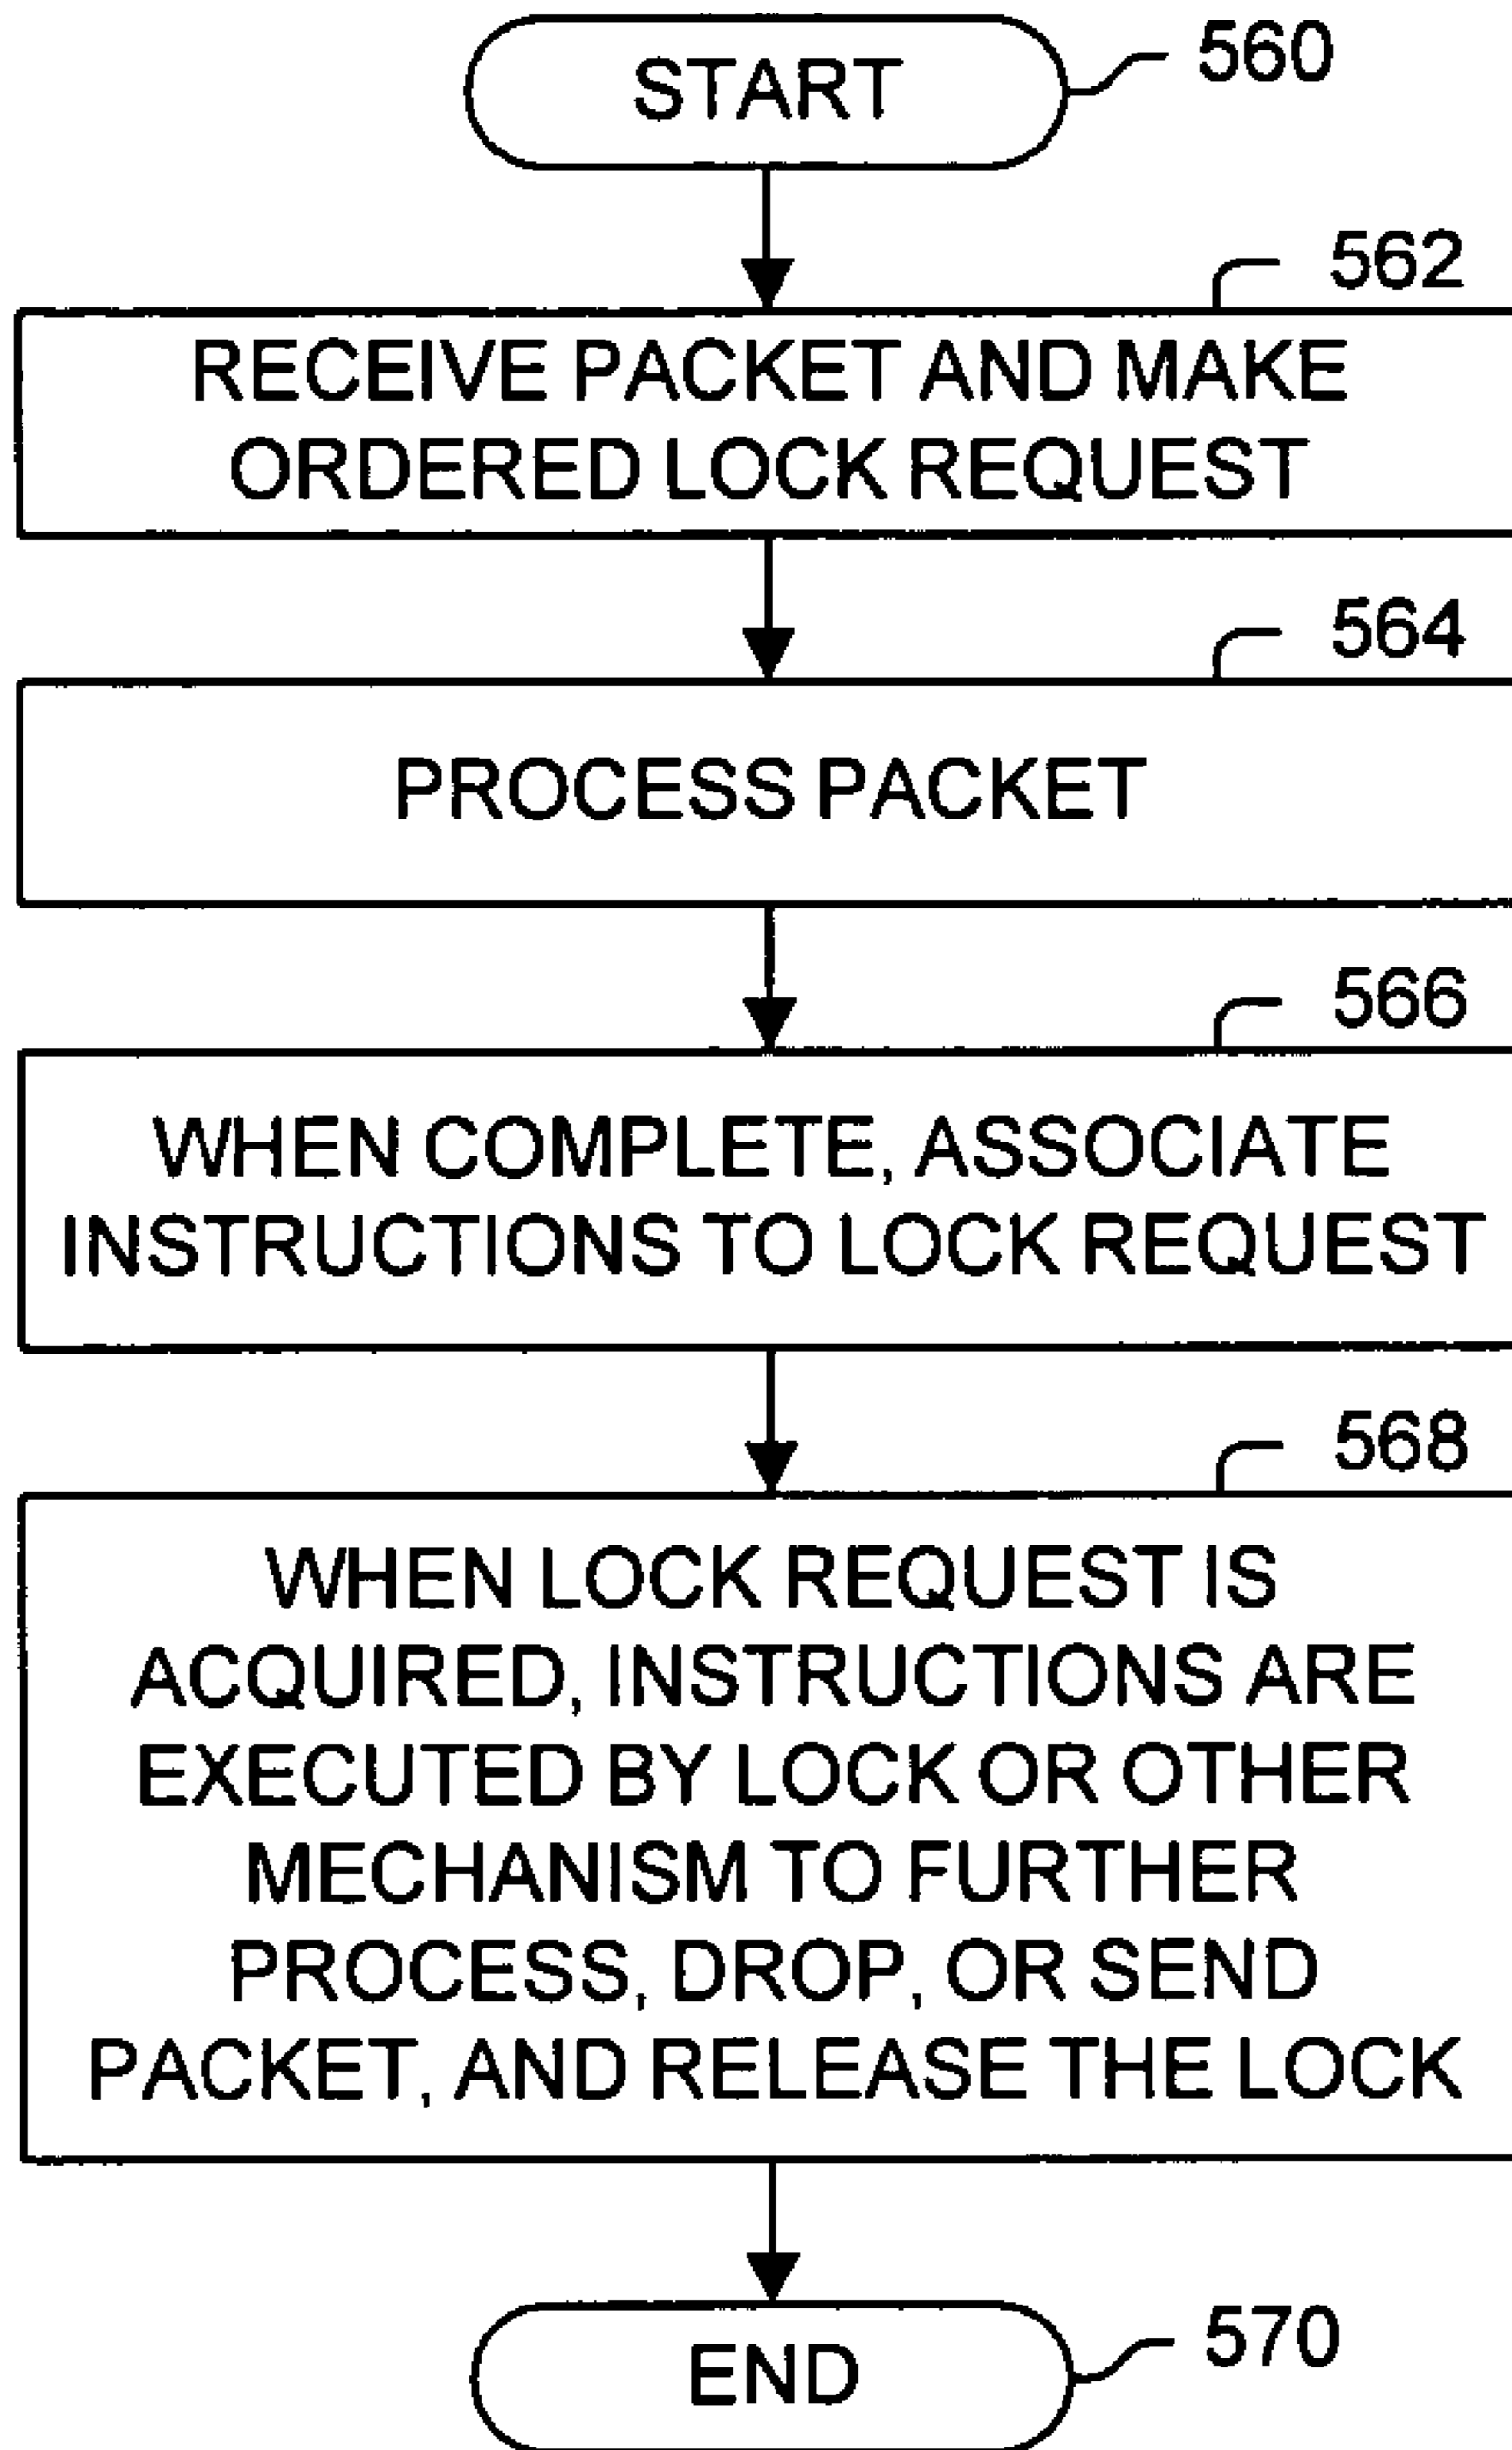 START
560
562
RECEIVE PACKET AND MAKE
ORDERED LOCK REQUEST
564
PROCESS PACKET
566
WHEN COMPLETE, ASSOCIATE
INSTRUCTIONS TO LOCK REQUEST
568
WHEN LOCK REQUEST IS
ACQUIRED, INSTRUCTIONS ARE
EXECUTED BY LOCK OR OTHER
MECHANISM TO FURTHER
PROCESS, DROP, OR SEND
PACKET, AND RELEASE THE LOCK
END
570